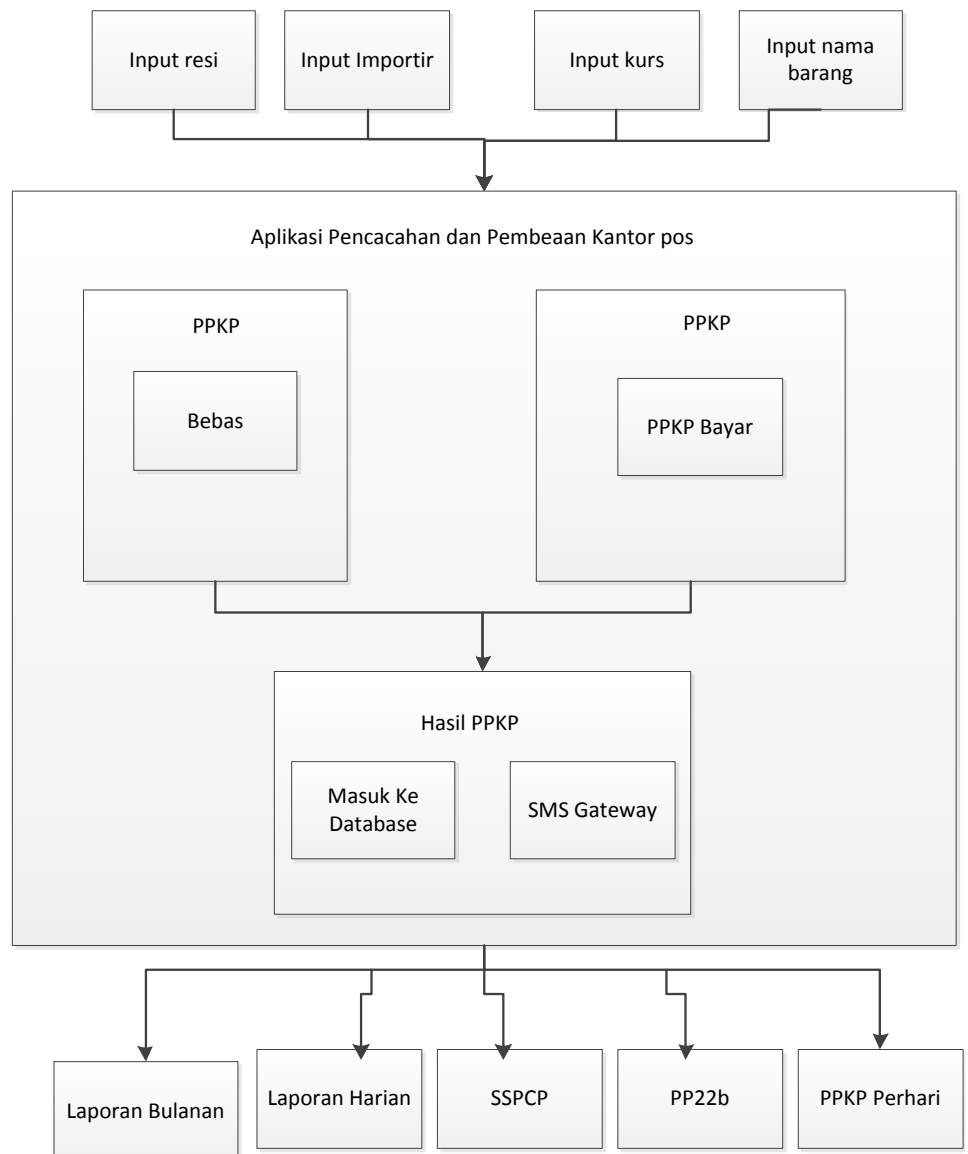 Input resi
Input Importir
Input kurs
Input nama
barang
Aplikasi Pencacahan dan Pembeaan Kantor pos
PPKP
Bebas
PPKP
PPKP Bayar
Hasil PPKP
Masuk Ke
Database
SMS Gateway
Laporan Bulanan
Laporan Harian
SSPCP
PP22b
PPKP Perhari